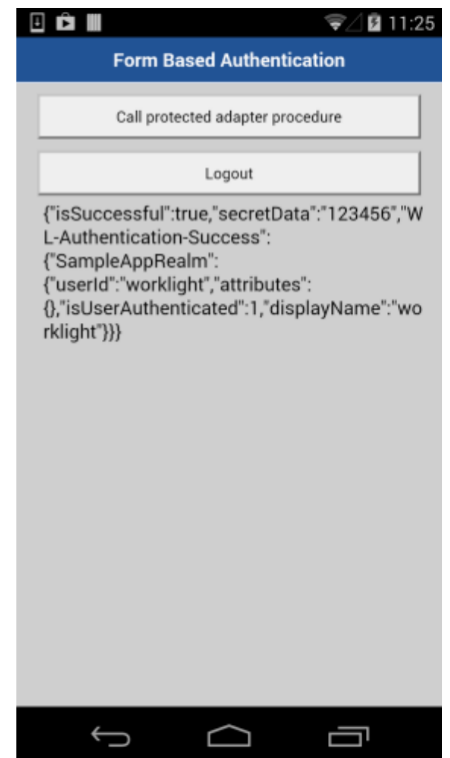 11:25
Form Based Authentication
Call protected adapter procedure
Logout
{"isSuccessful":true,"secretData":"123456","W
L-Authentication-Success":
{"SampleAppRealm":
{"userId":"worklight","attributes":
{},"isUserAuthenticated":1,"displayName":"wo
rklight"}}}